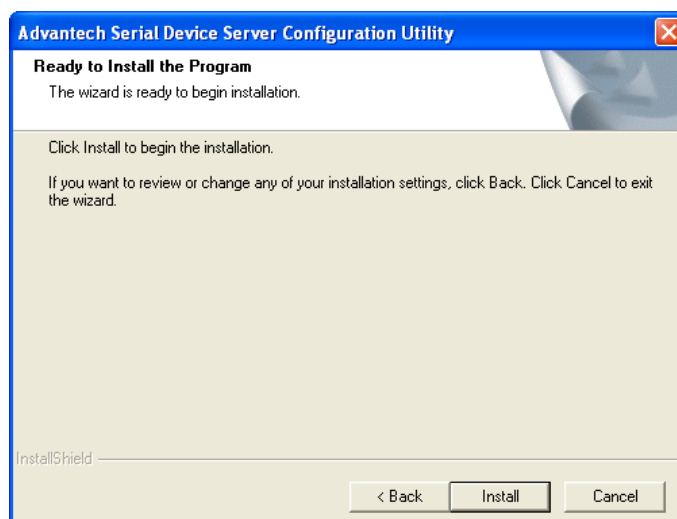 Advantech Serial Device Server Configuration Utility
Ready to Install the Program
The wizard is ready to begin installation.
Click Install to begin the installation.
If you want to review or change any of your installation settings, click Back. Click Cancel to exit
the wizard.
InstallShield
< Back
Install
Cancel